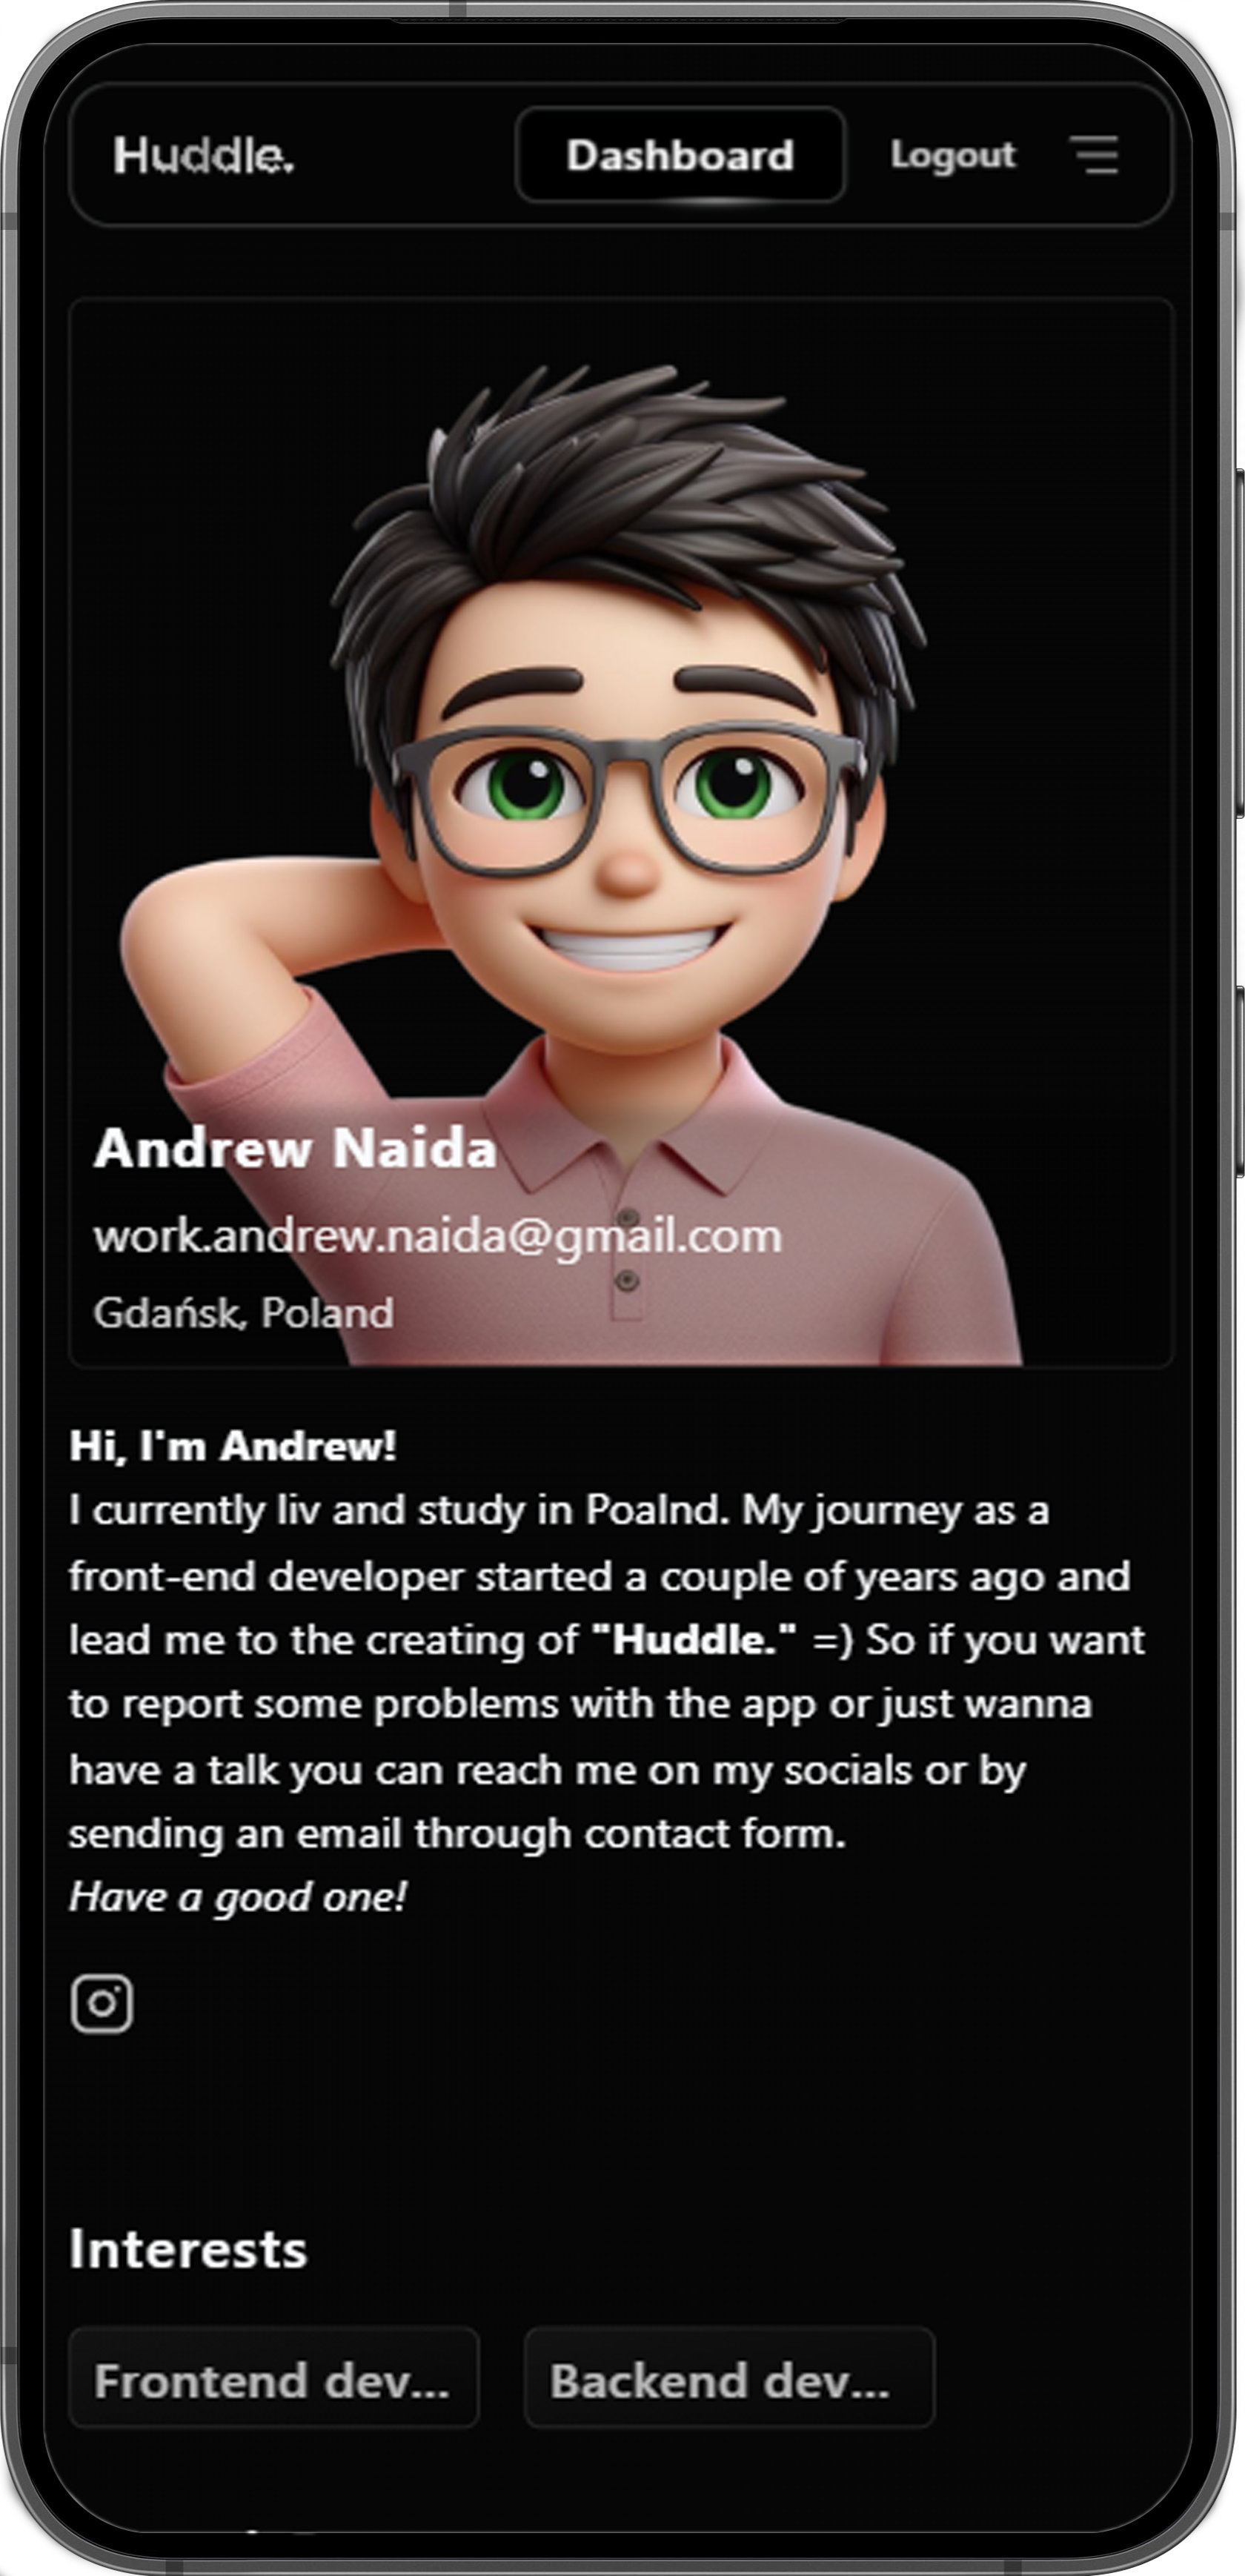 Huddle.
Dashboard
Logout
Andrew Naida
work.andrew.naida@gmail.com
Gdańsk, Poland
Hi, I'm Andrew!
I currently liv and study in Poalnd. My journey as a
front-end developer started a couple of years ago and
lead me to the creating of "Huddle." =) So if you want
to report some problems with the app or just wanna
have a talk you can reach me on my socials or by
sending an email through contact form.
Have a good one!
Interests
Frontend dev...
Backend dev...